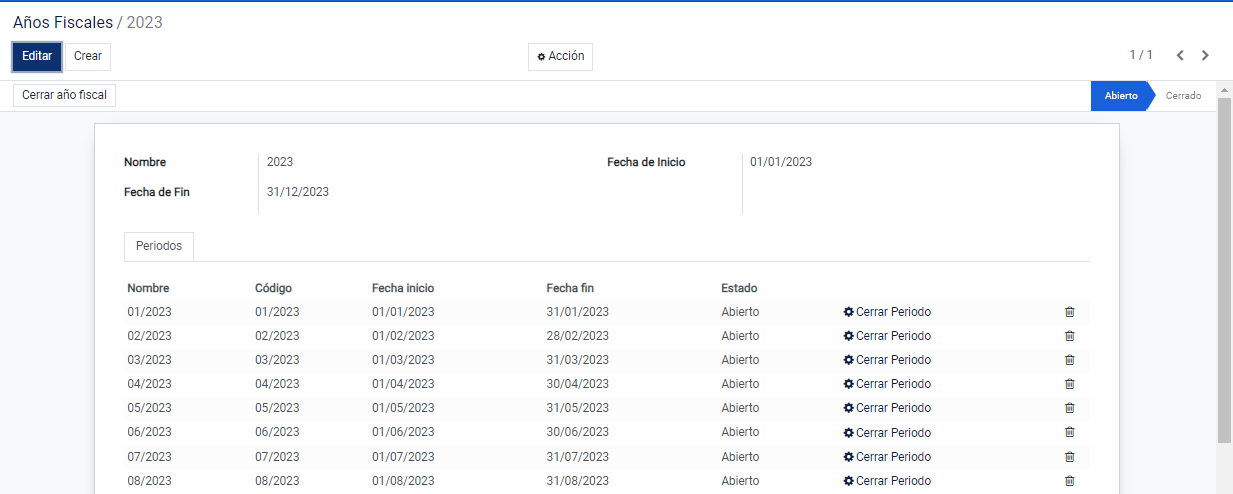 Años Fiscales / 2023
Editar Crear Acción 1 / 1
Cerrar año fiscal Abierto Cerrado
Nombre 2023 Fecha de Inicio 01/01/2023
Fecha de Fin 31/12/2023
Periodos
Nombre Código Fecha inicio Fecha fin Estado
01/2023 01/2023 01/01/2023 31/01/2023 Abierto Cerrar Periodo
02/2023 02/2023 01/02/2023 28/02/2023 Abierto Cerrar Periodo
03/2023 03/2023 01/03/2023 31/03/2023 Abierto Cerrar Periodo
04/2023 04/2023 01/04/2023 30/04/2023 Abierto Cerrar Periodo
05/2023 05/2023 01/05/2023 31/05/2023 Abierto Cerrar Periodo
06/2023 06/2023 01/06/2023 30/06/2023 Abierto Cerrar Periodo
07/2023 07/2023 01/07/2023 31/07/2023 Abierto Cerrar Periodo
08/2023 08/2023 01/08/2023 31/08/2023 Abierto Cerrar Periodo